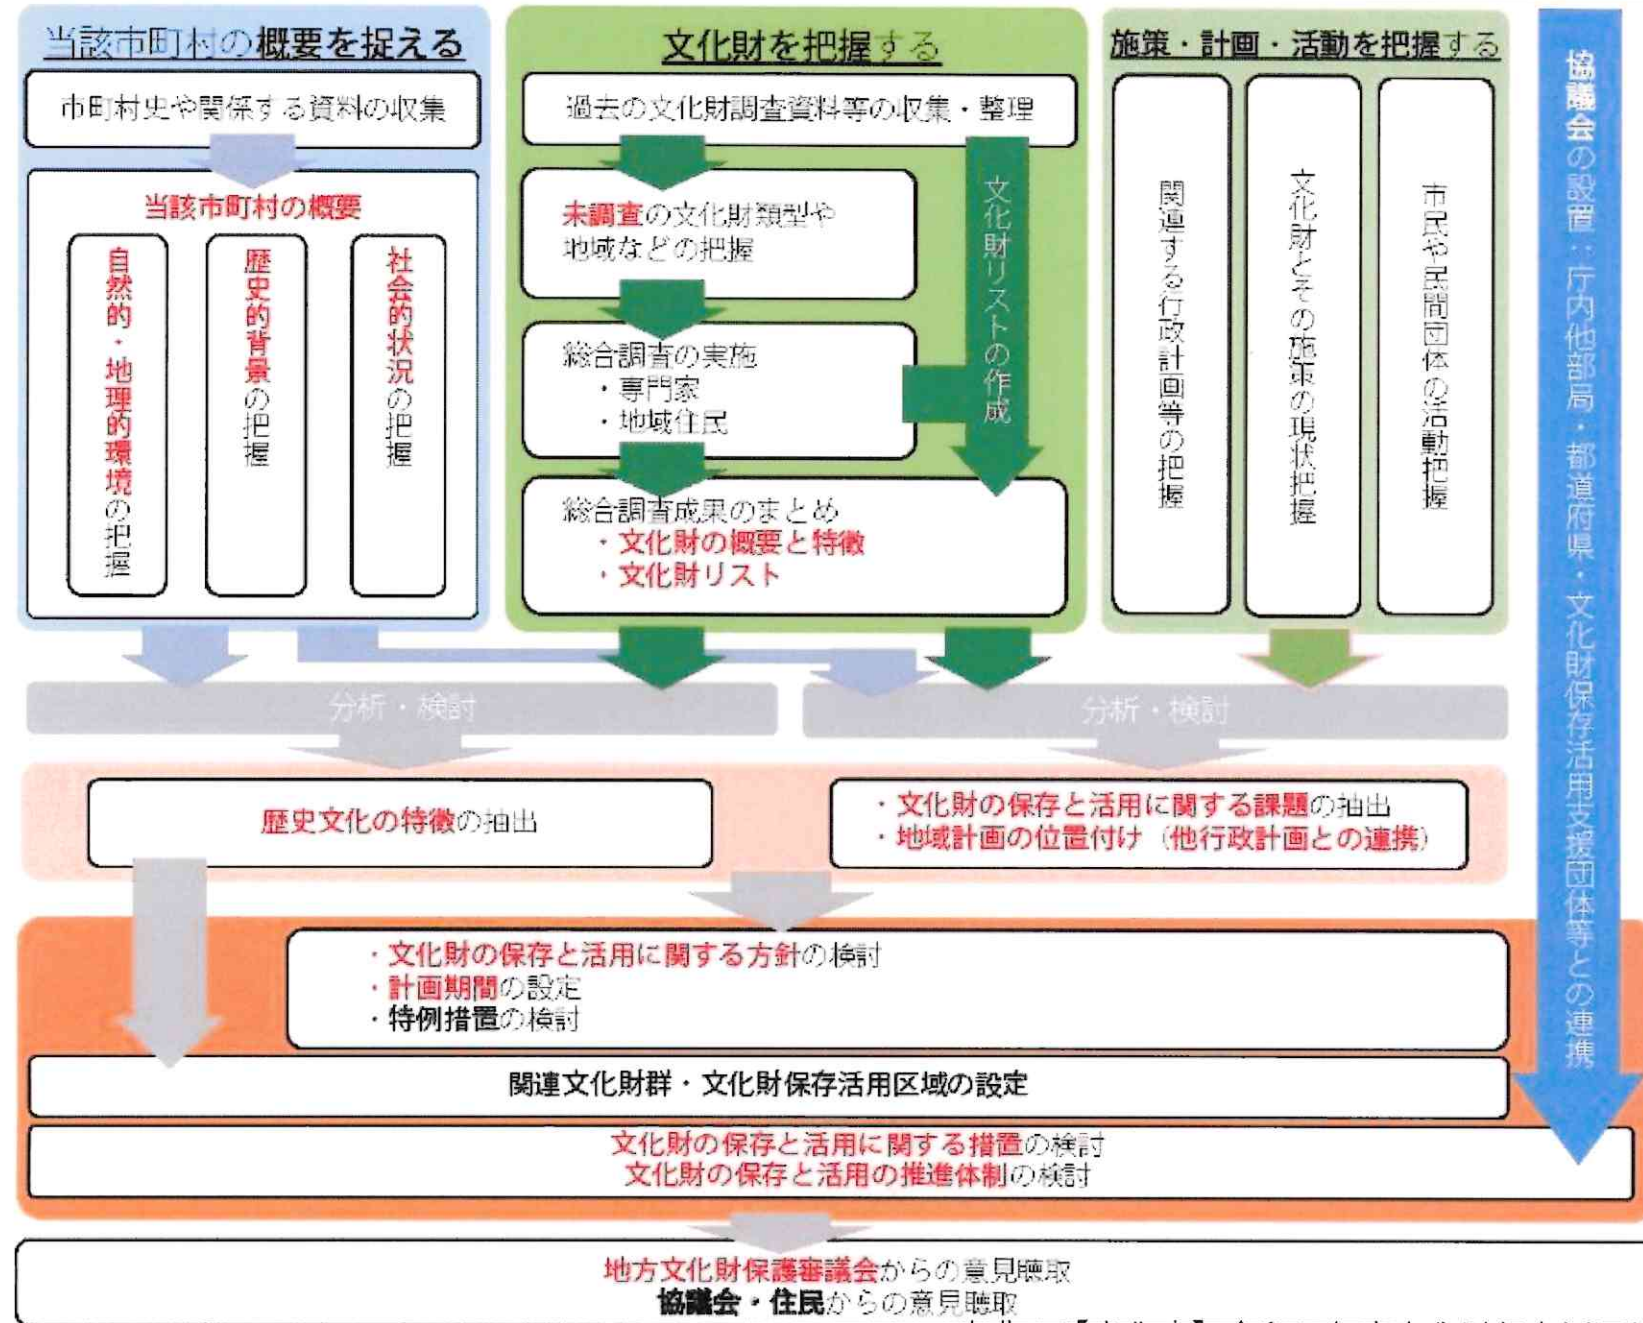 当該市町村の概要を捉える
市町村史や関係する資料の収集
当該市町村の概要
自然的・地理的環境の把握
歴史的背景の把握
社会的状況の把握
文化財を把握する
過去の文化財調査資料等の収集・整理
未調査の文化財類型や
地域などの把握
総合調査の実施
・専門家
・地域住民
文化財リストの作成
総合調査成果のまとめ
・文化財の概要と特徴
・文化財リスト
施策・計画・活動を把握する
関連する行政計画等の把握
文化財とその施策の現状把握
市民や民間団体の活動把握
協議会の設置：庁内他部局・都道府県・文化財保存活用支援団体等との連携
分析・検討
分析・検討
歴史文化の特徴の抽出
・文化財の保存と活用に関する課題の抽出
・地域計画の位置付け（他行政計画との連携）
・文化財の保存と活用に関する方針の検討
・計画期間の設定
・特例措置の検討
関連文化財群・文化財保存活用区域の設定
文化財の保存と活用に関する措置の検討
文化財の保存と活用の推進体制の検討
地方文化財保護審議会からの意見聴取
協議会・住民からの意見聴取